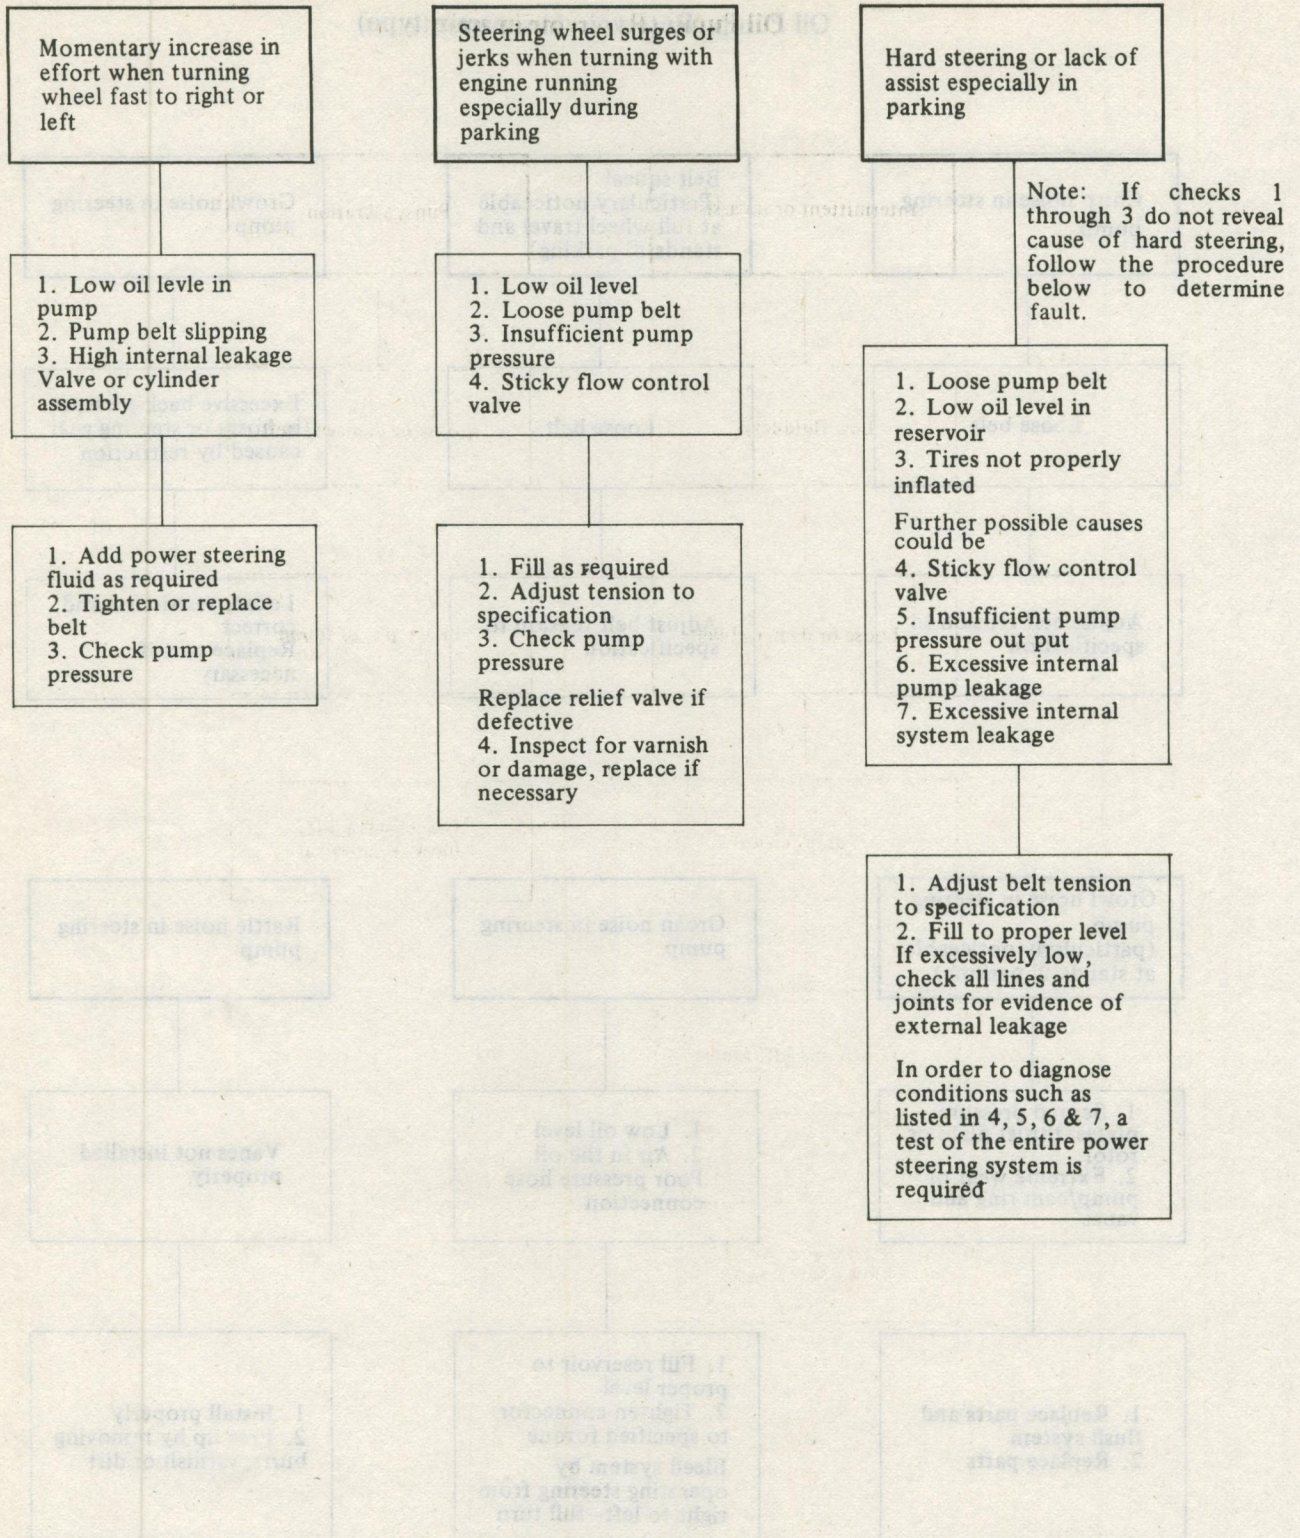 Momentary increase in
effort when turning
wheel fast to right or
left
1. Low oil levle in
pump
2. Pump belt slipping
3. High internal leakage
Valve or cylinder
assembly
1. Add power steering
fluid as required
2. Tighten or replace
belt
3. Check pump
pressure
Steering wheel surges or
jerks when turning with
engine running
especially during
parking
1. Low oil level
2. Loose pump belt
3. Insufficient pump
pressure
4. Sticky flow control
valve
1. Fill as required
2. Adjust tension to
specification
3. Check pump
pressure
Replace relief valve if
defective
4. Inspect for varnish
or damage, replace if
necessary
Hard steering or lack of
assist especially in
parking
Note: If checks 1
through 3 do not reveal
cause of hard steering,
follow the procedure
below to determine
fault.
1. Loose pump belt
2. Low oil level in
reservoir
3. Tires not properly
inflated
Further possible causes
could be
4. Sticky flow control
valve
5. Insufficient pump
pressure out put
6. Excessive internal
pump leakage
7. Excessive internal
system leakage
1. Adjust belt tension
to specification
2. Fill to proper level
If excessively low,
check all lines and
joints for evidence of
external leakage
In order to diagnose
conditions such as
listed in 4, 5, 6 & 7, a
test of the entire power
steering system is
required